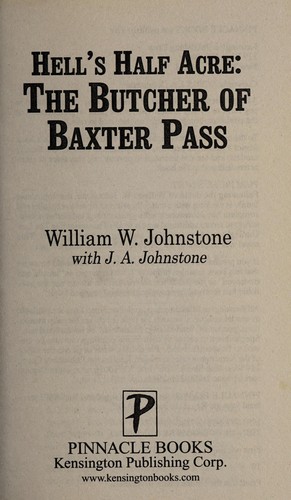 HELL'S HALF ACRE:
THE BUTCHER OF
BAXTER PASS
William W. Johnstone
with J. A. Johnstone
P
PINNACLE BOOKS
Kensington Publishing Corp.
www.kensingtonbooks.com